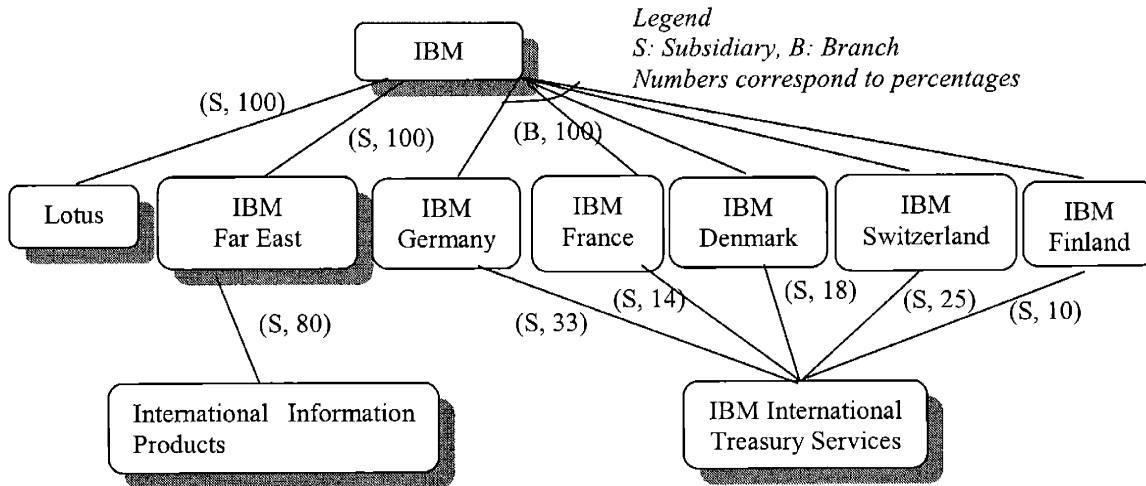 Legend
IBM
S: Subsidiary, B: Branch
Numbers correspond to percentages
(S, 100)
(S, 100)
(B, 100)
Lotus
IBM
Far East
IBM
Germany
IBM
France
IBM
Denmark
IBM
Switzerland
IBM
Finland
(S, 80)
(S, 33)
(S, 14)
(S, 18)
(S, 25)
(S, 10)
International Information
Products
IBM International
Treasury Services